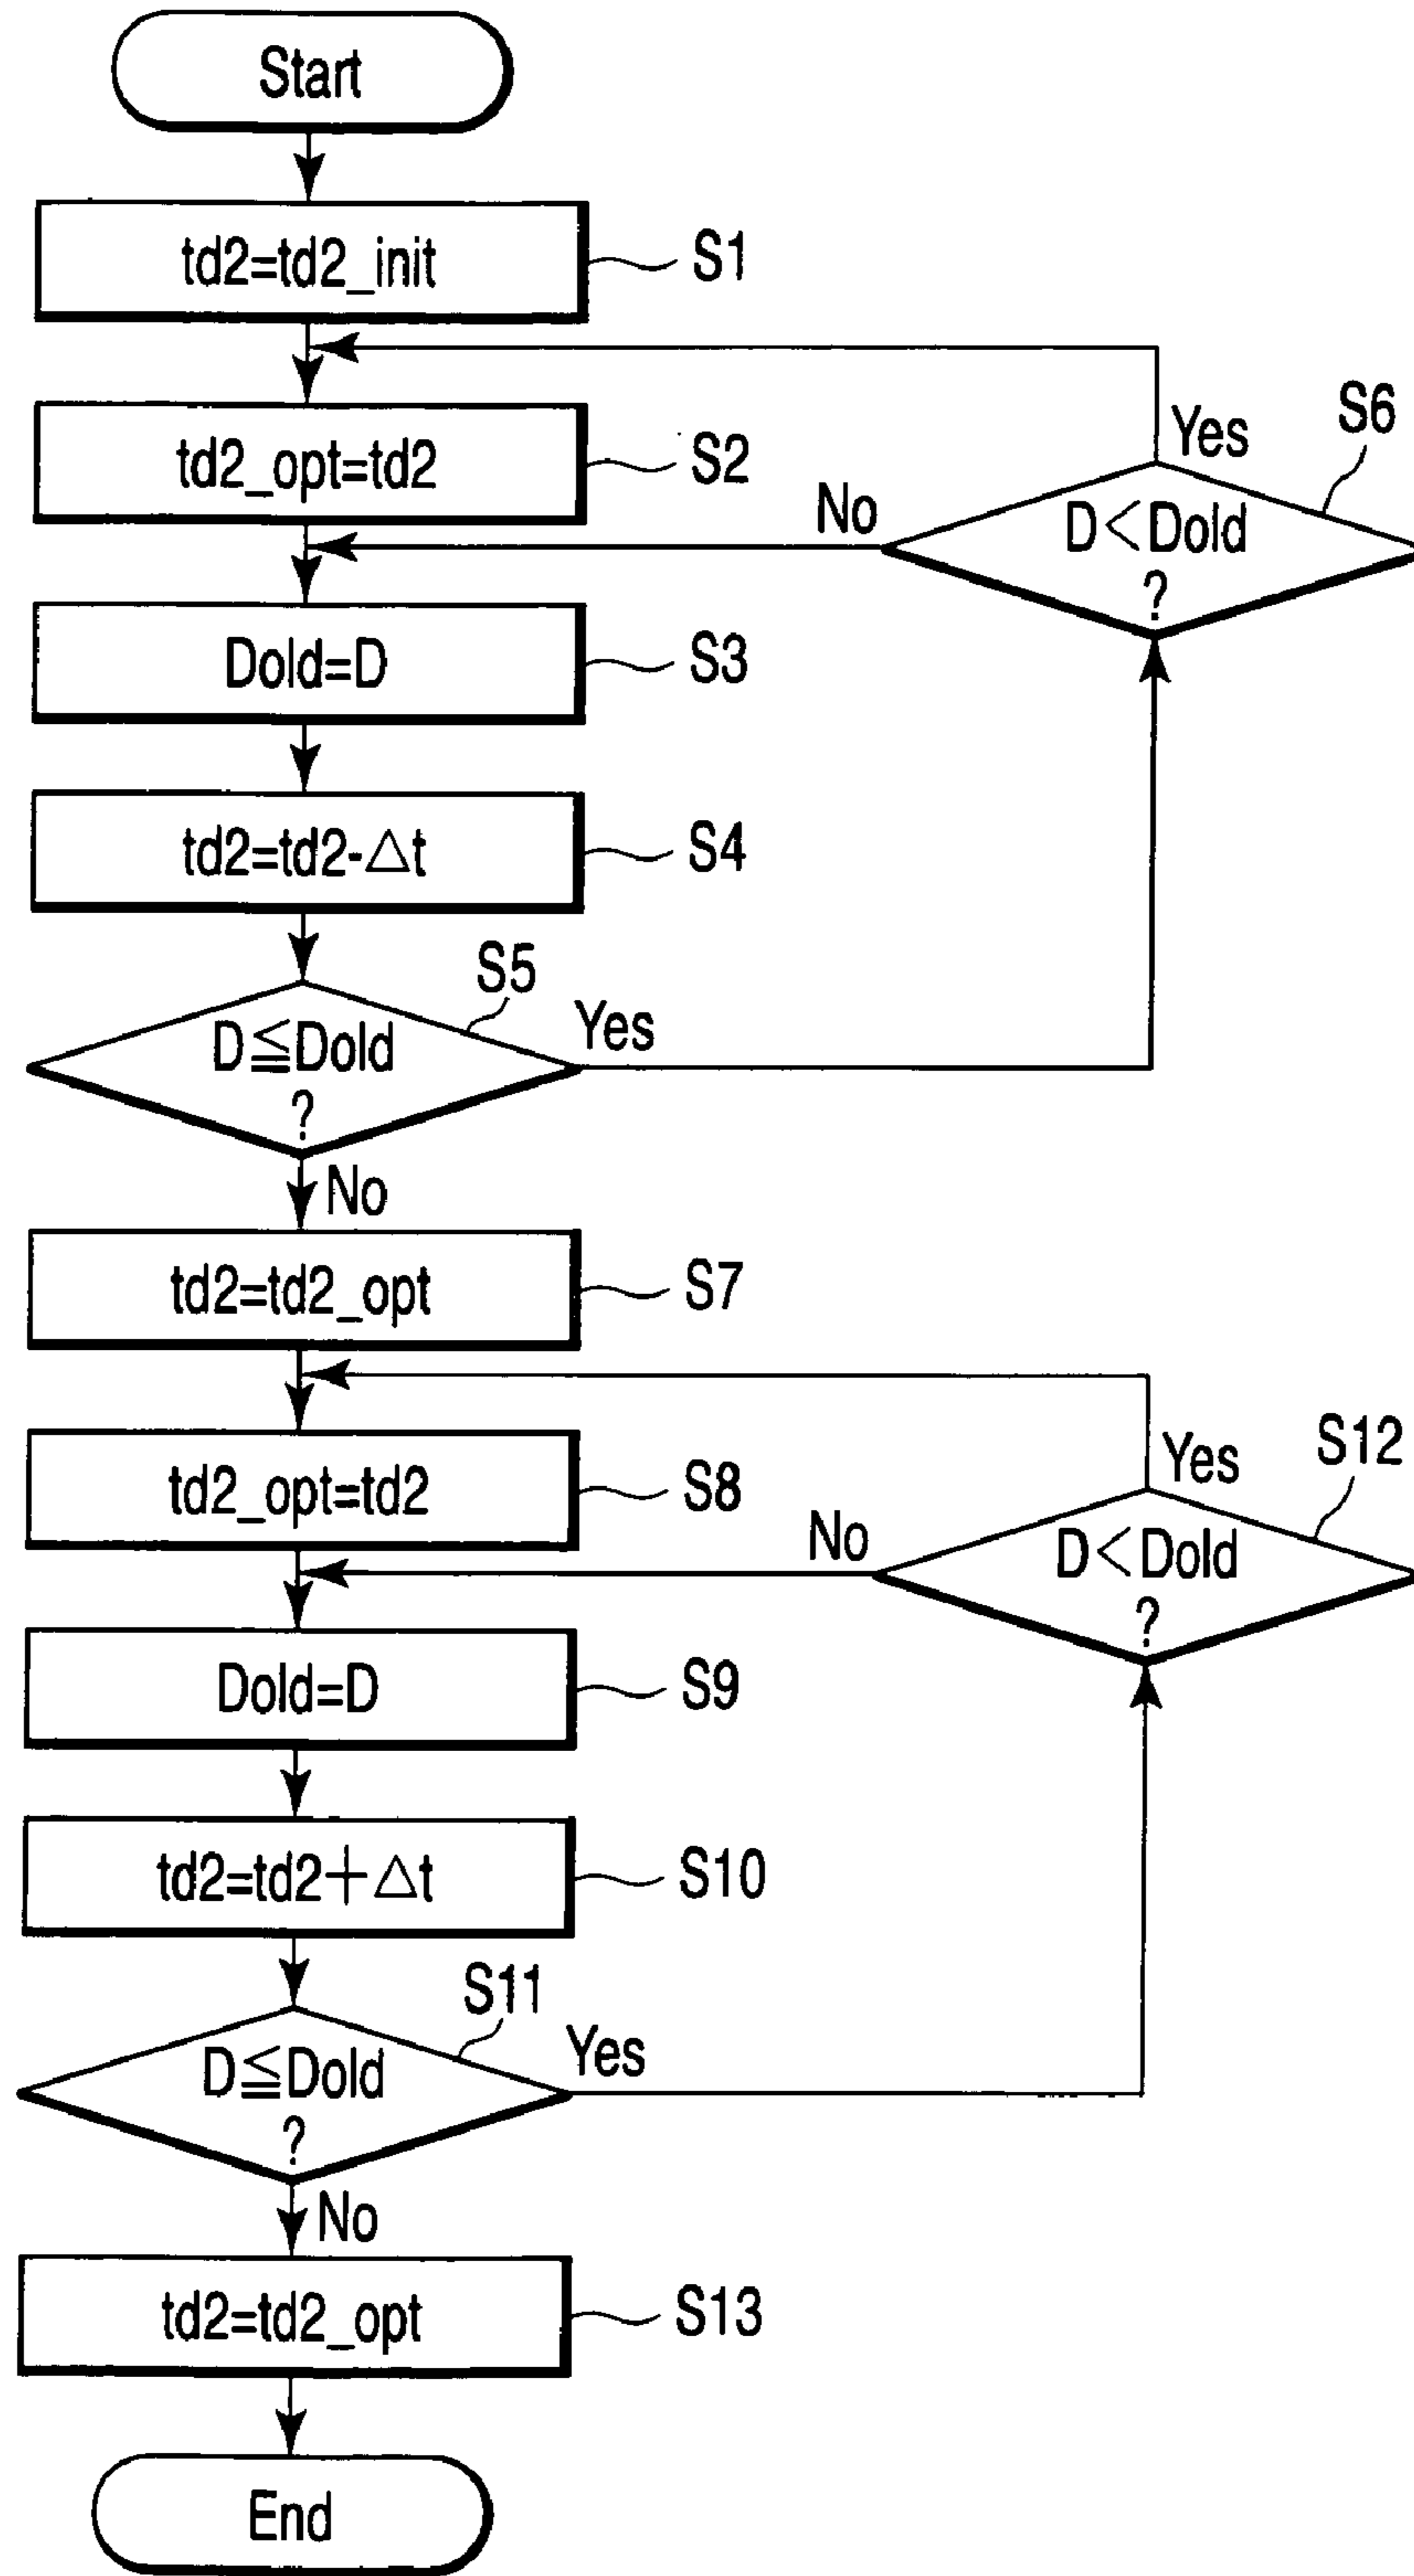 Start
td2=td2_init
S1
td2_opt=td2
S2
Yes
S6
No
D<Dold
?
Dold=D
S3
td2=td2-△t
S4
S5
D≦Dold
?
Yes
No
td2=td2_opt
S7
td2_opt=td2
S8
Yes
S12
No
D<Dold
?
Dold=D
S9
td2=td2+△t
S10
S11
D≦Dold
?
Yes
No
td2=td2_opt
S13
End